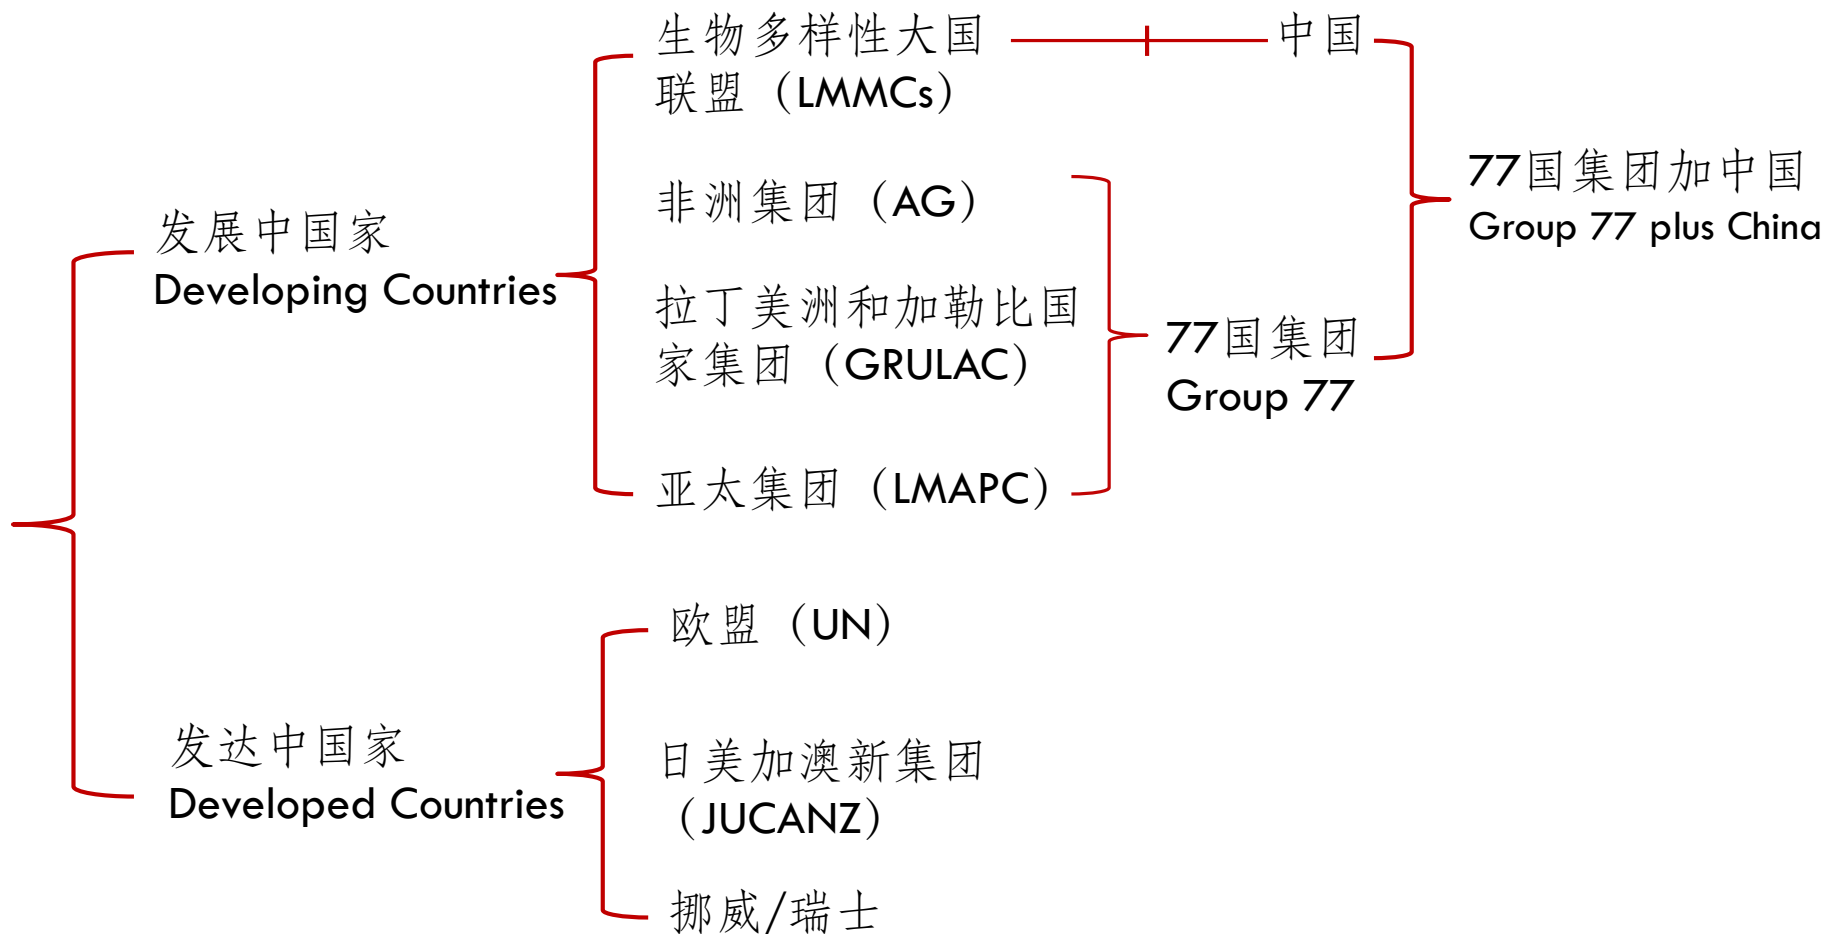 生物多样性大国
联盟（LMMCs）
中国
非洲集团（AG）
77国集团加中国
Group 77 plus China
发展中国家
Developing Countries
拉丁美洲和加勒比国
家集团（GRULAC）
77国集团
Group 77
亚太集团（LMAPC）
欧盟（UN）
发达中国家
Developed Countries
日美加澳新集团
（JUCANZ）
挪威/瑞士